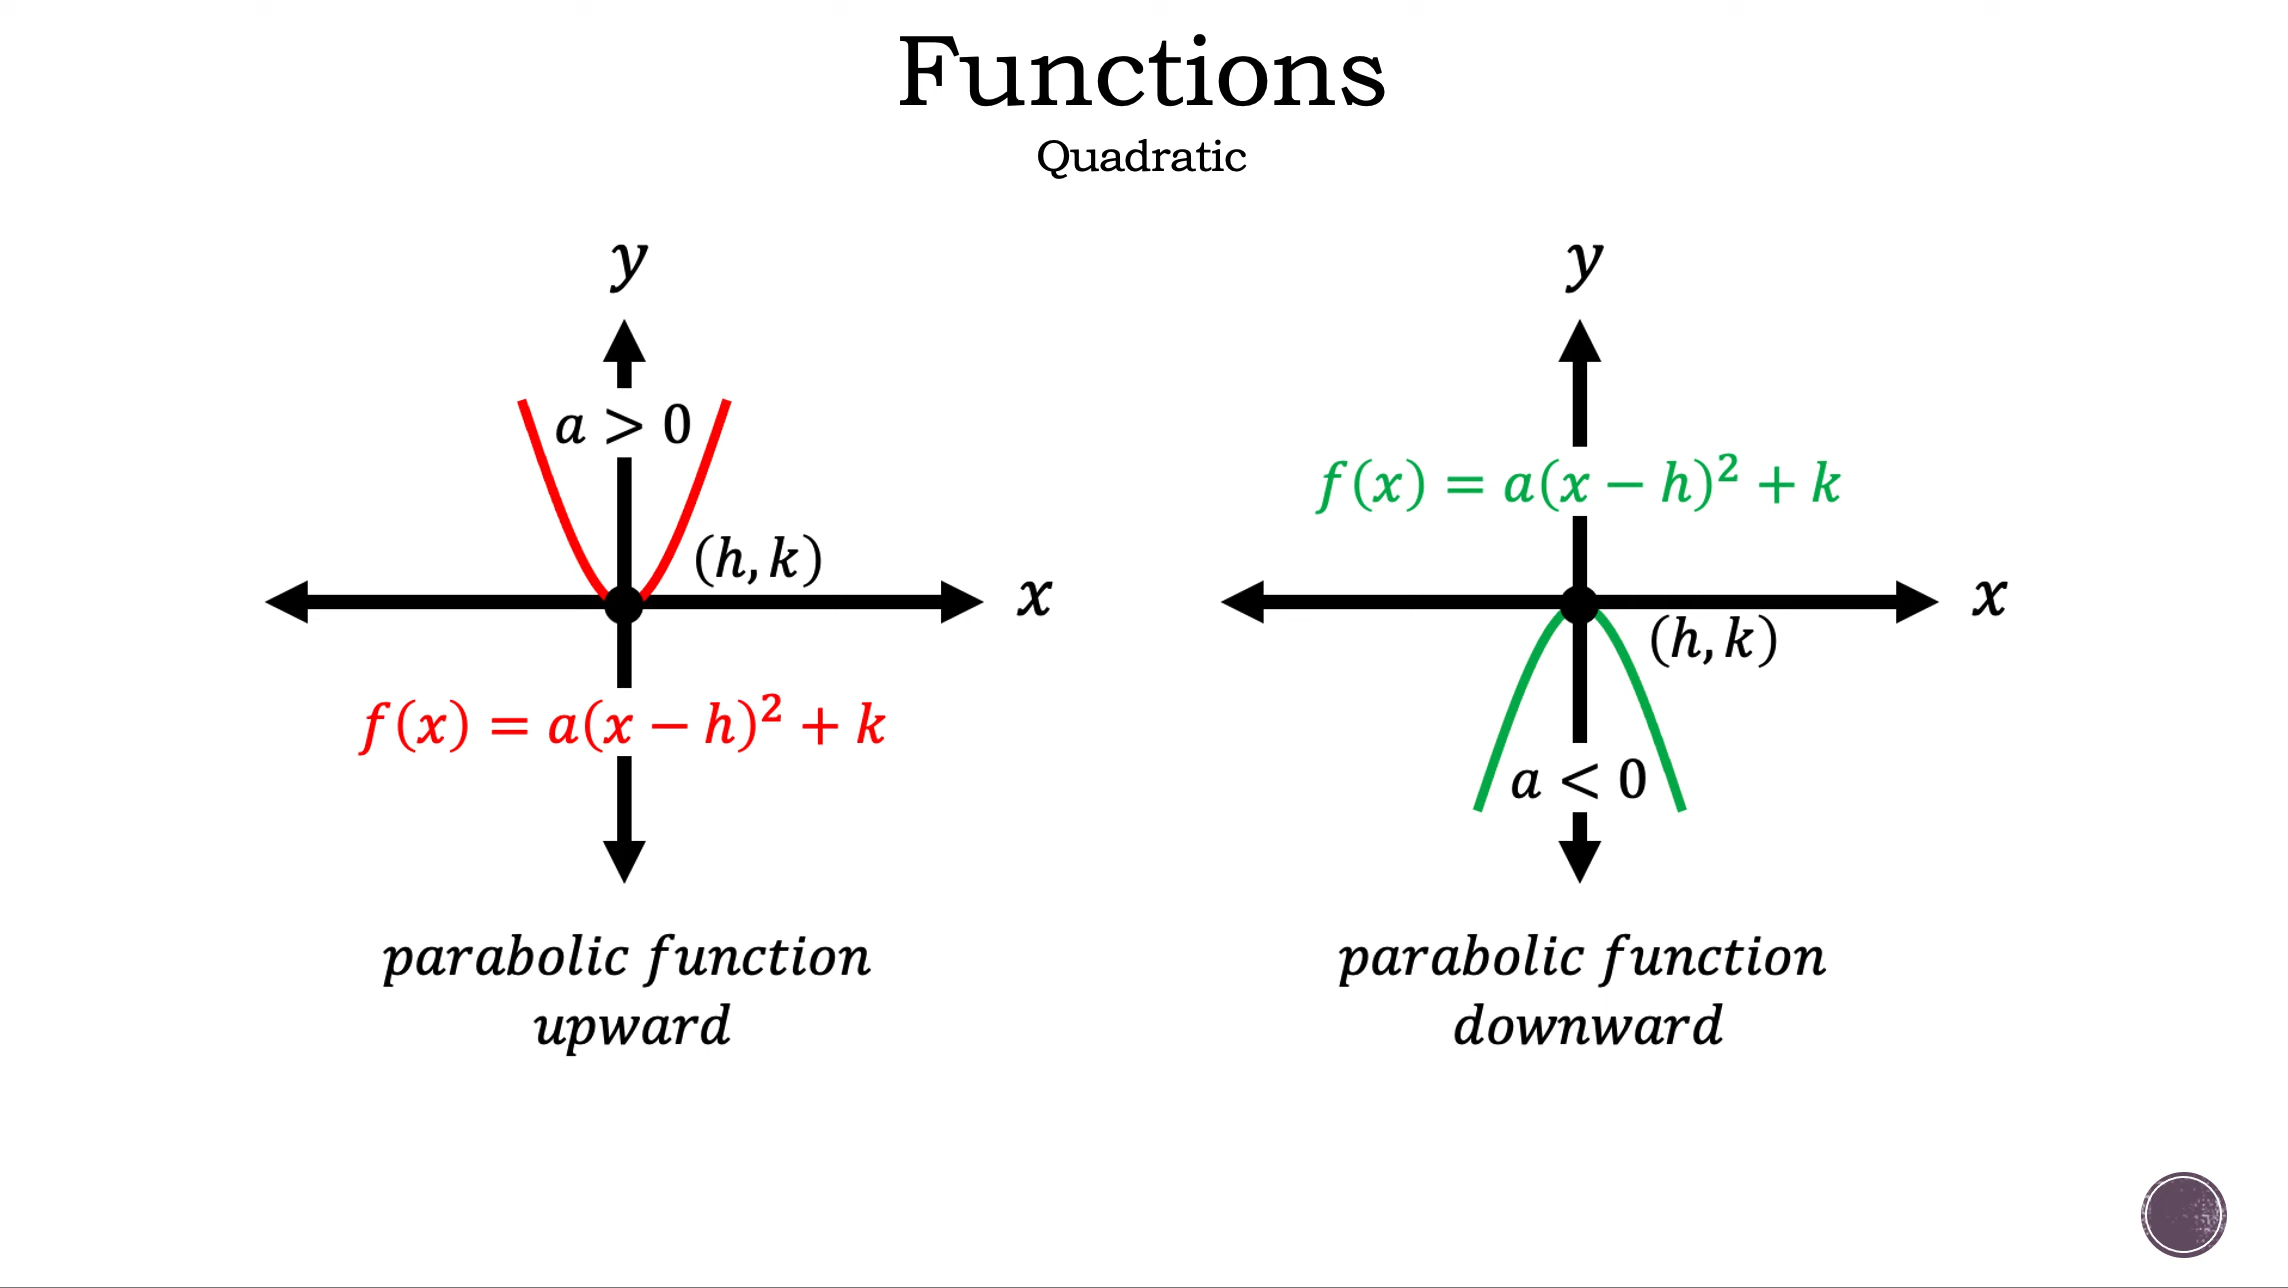 Functions
Quadratic
y
a > 0
(h, k)
x
f(x) = a(x − h)² + k
parabolic function
upward
y
f(x) = a(x − h)² + k
x
(h, k)
a < 0
parabolic function
downward